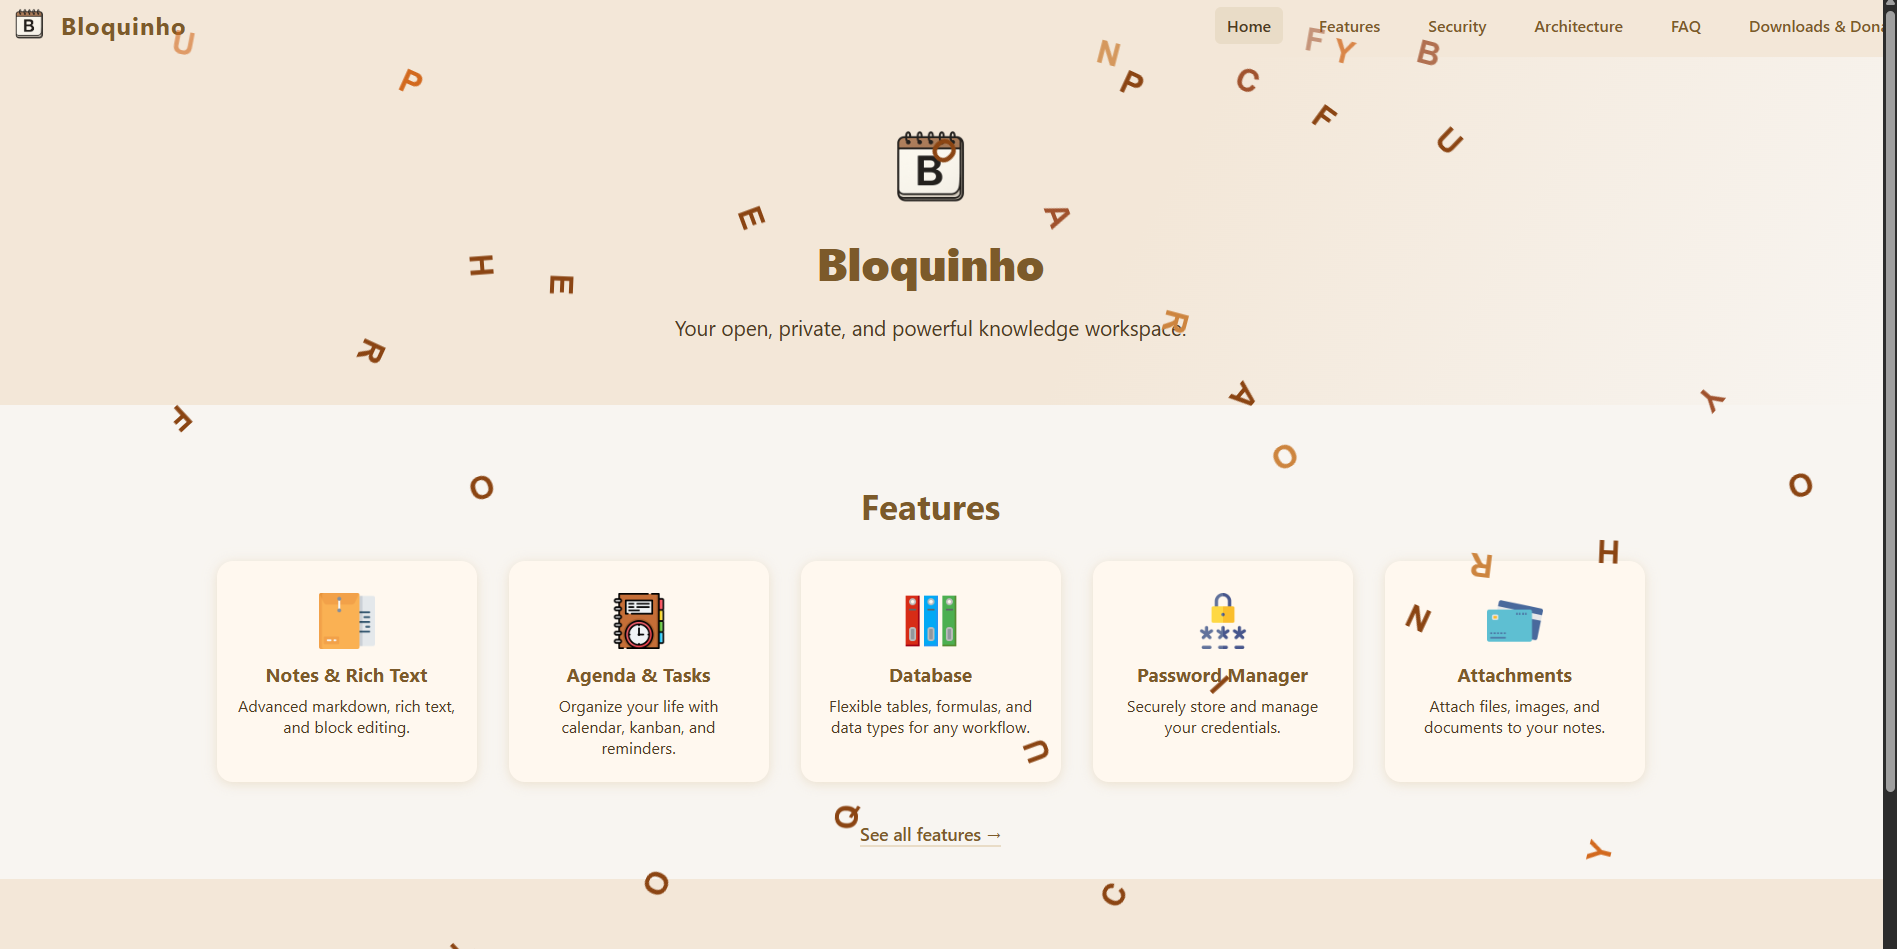 B Bloquinho Home Features Security Architecture FAQ Downloads & Dona
U
P
N
P
C
F
Y
B
F
U
O
B
E
A
Bloquinho
H
E
Your open, private, and powerful knowledge workspace.
R
R
A
Y
F
O
O
O
Features
R
H
N
Notes & Rich Text
Advanced markdown, rich text,
and block editing.
Agenda & Tasks
Organize your life with
calendar, kanban, and
reminders.
Database
Flexible tables, formulas, and
data types for any workflow.
Password Manager
Securely store and manage
your credentials.
***
I
Attachments
Attach files, images, and
documents to your notes.
U
Q
See all features →
Y
O
C